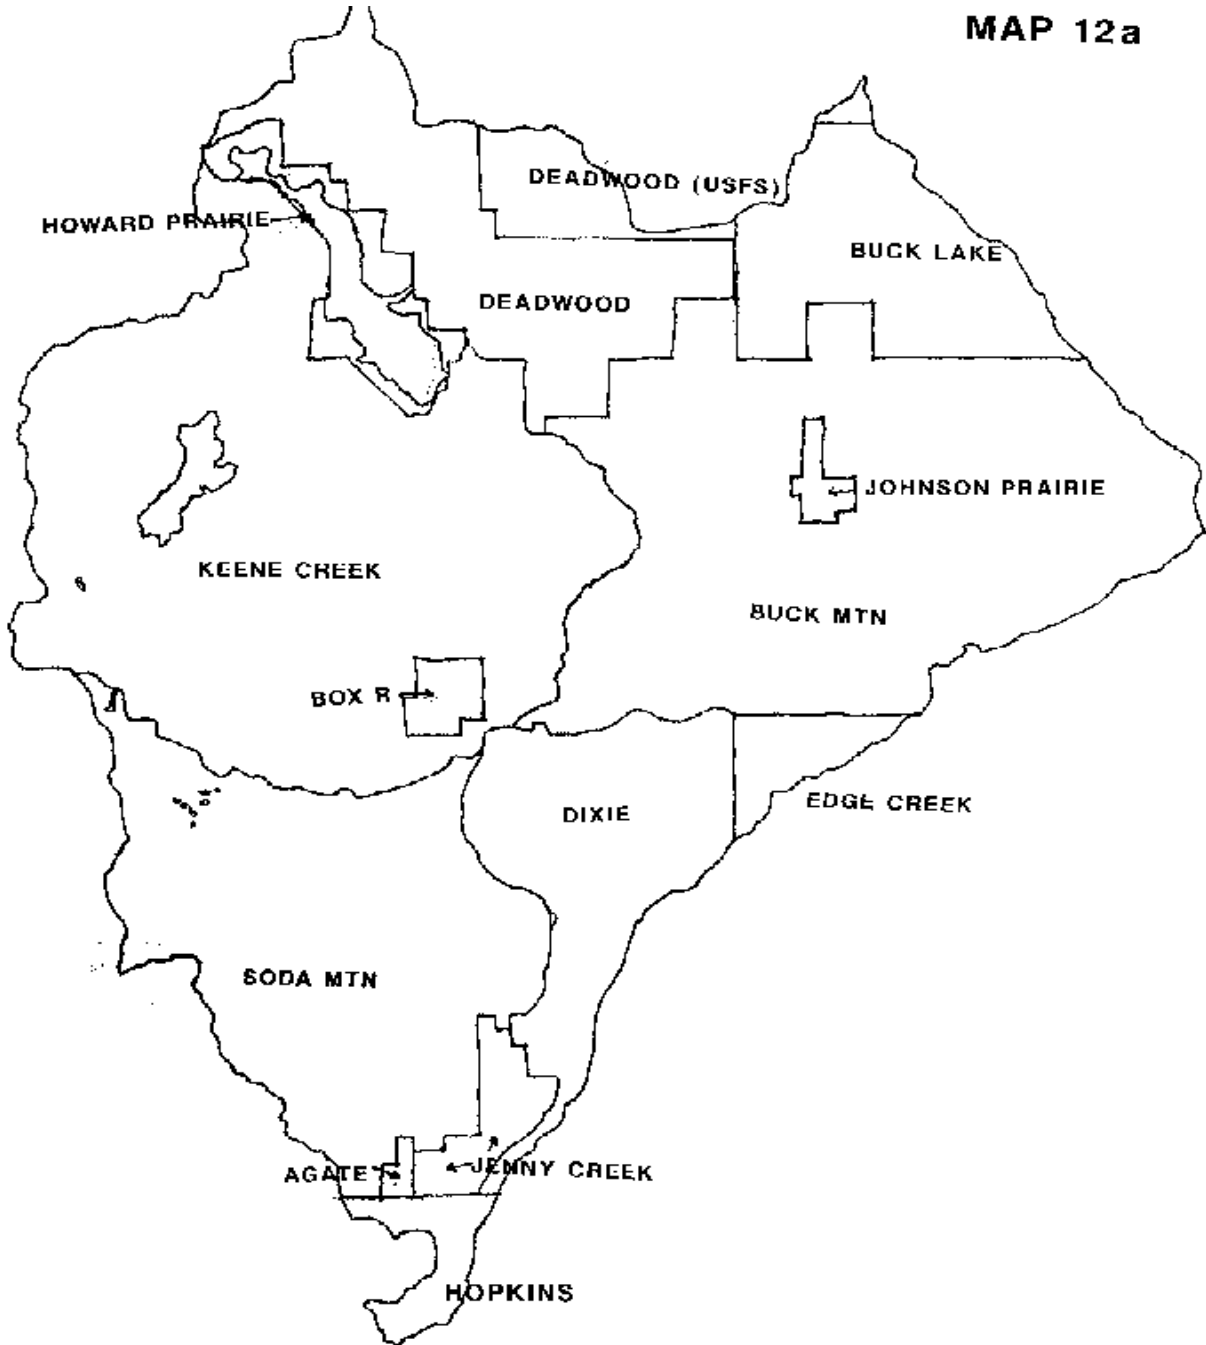 MAP 12a
DEADWOOD (USFS)
HOWARD PRAIRIE
BUCK LAKE
DEADWOOD
JOHNSON PRAIRIE
KEENE CREEK
BUCK MTN
BOX R
EDGE CREEK
DIXIE
SODA MTN
AGATE
JENNY CREEK
HOPKINS